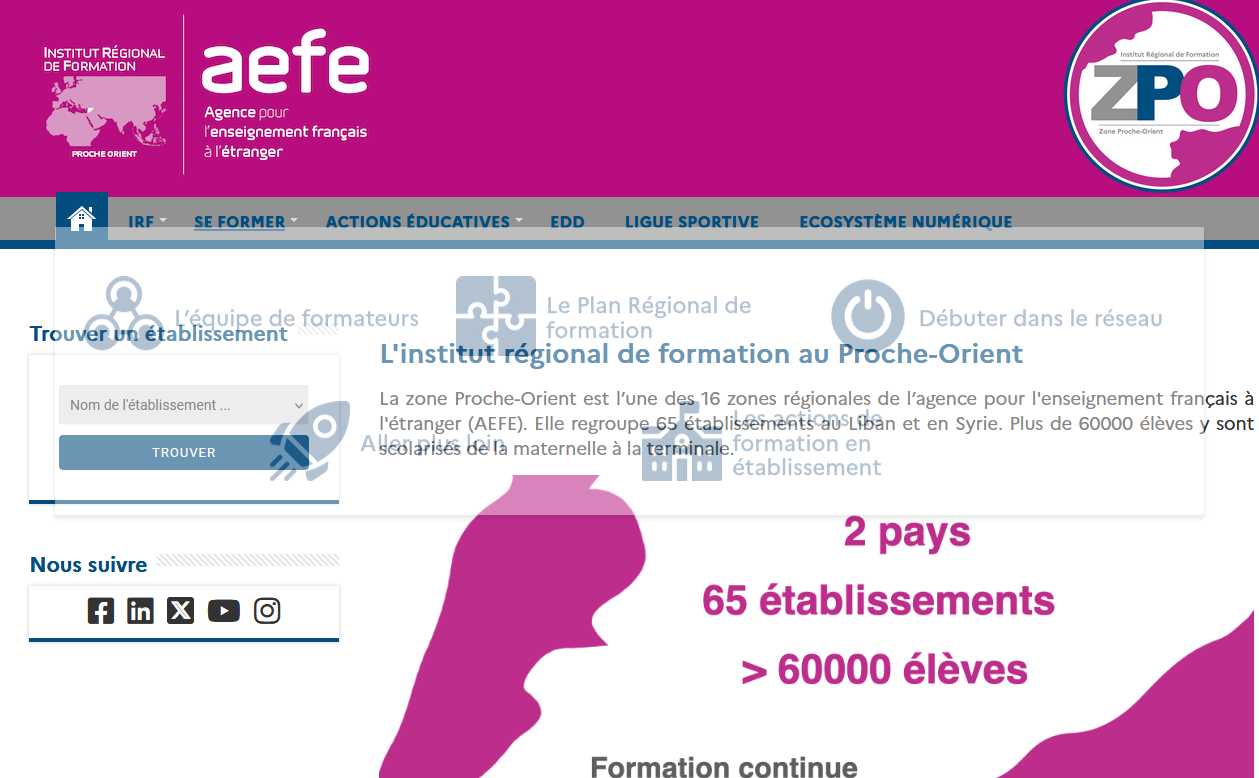 INSTITUT RÉGIONAL
DE FORMATION
PROCHE ORIENT
aefe
Agence pour
l'enseignement français
à l'étranger
Institut Régional de Formation
ZPO
Zone Proche-Orient
IRF
SE FORMER
ACTIONS ÉDUCATIVES
EDD
LIGUE SPORTIVE
ECOSYSTÈME NUMÉRIQUE
L'équipe de formateurs
Le Plan Régional de
formation
Débuter dans le réseau
Aller plus loin
Les actions de
formation en
établissement
Trouver un établissement
Nom de l'établissement ...
TROUVER
Nous suivre
L'institut régional de formation au Proche-Orient
La zone Proche-Orient est l’une des 16 zones régionales de l’agence pour l'enseignement français à
l'étranger (AEFE). Elle regroupe 65 établissements au Liban et en Syrie. Plus de 60000 élèves y sont
scolarisés de la maternelle à la terminale.
2 pays
65 établissements
> 60000 élèves
Formation continue